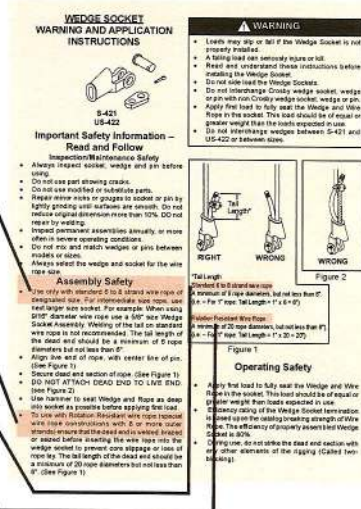 WEDGE SOCKET
WARNING AND APPLICATION
INSTRUCTIONS
S-421
US-422
Important Safety Information –
Read and Follow
Inspection/Maintenance Safety
• Always inspect socket, wedge and pin before
using.
• Do not use part showing cracks.
• Do not use modified or substitute parts.
• Repair minor nicks or gouges to socket or pin by
lightly grinding until surfaces are smooth. Do not
reduce original dimension more than 10%. DO NOT
repair by welding.
• Inspect permanent assemblies annually, or more
often in severe operating conditions.
• Do not mix and match wedges or pins between
models or sizes.
• Always select the wedge and socket for the wire
rope size.
Assembly Safety
• Use only with standard 6 to 8 strand wire rope of
designated size. For intermediate size rope, use
next larger size socket. For example: When using
9/16" diameter wire rope use a 5/8" size Wedge
Socket Assembly. Welding of the tail on standard
wire rope is not recommended. The tail length of
the dead end should be a minimum of 6 rope
diameters but not less than 6".
• Align live end of rope, with center line of pin.
(See Figure 1)
• Secure dead end section of rope. (See Figure 1)
• DO NOT ATTACH DEAD END TO LIVE END.
(see Figure 2)
• Use hammer to seat Wedge and Rope as deep
into socket as possible before applying first load.
• To use with Rotation Resistant wire rope (special
wire rope constructions with 8 or more outer
strands) ensure that the dead end is welded, brazed
or seized before inserting the wire rope into the
wedge socket to prevent core slippage or loss of
rope lay. The tail length of the dead end should be
a minimum of 20 rope diameters but not less than
6". (See Figure 1)
WARNING
• Loads may slip or fall if the Wedge Socket is not
properly installed.
• A falling load can seriously injure or kill.
• Read and understand these instructions before
installing the Wedge Socket.
• Do not side load the Wedge Sockets.
• Do not interchange Crosby wedge socket, wedge
or pin with non Crosby wedge socket, wedge or pin.
• Apply first load to fully seat the Wedge and Wire
Rope in the socket. This load should be of equal or
greater weight than the loads expected in use.
• Do not interchange wedges between S-421 and
US-422 or between sizes.
Tail
Length*
RIGHT WRONG
WRONG
Figure 2
*Tail Length
Standard 6 to 8 strand wire rope
A minimum of 6 rope diameters, but not less than 6".
(i.e. – For 1" rope: Tail Length = 1" x 6 = 6")
Rotation Resistant Wire Rope
A minimum of 20 rope diameters, but not less than 6".
(i.e. – For 1" rope: Tail Length = 1" x 20 = 20")
Figure 1
Operating Safety
• Apply first load to fully seat the Wedge and Wire
Rope in the socket. This load should be of equal or
greater weight than loads expected in use.
• Efficiency rating of the Wedge Socket termination
is based upon the catalog breaking strength of Wire
Rope. The efficiency of properly assembled Wedge
Socket is 80%.
• During use, do not strike the dead end section with
any other elements of the rigging (Called two-
blocking).